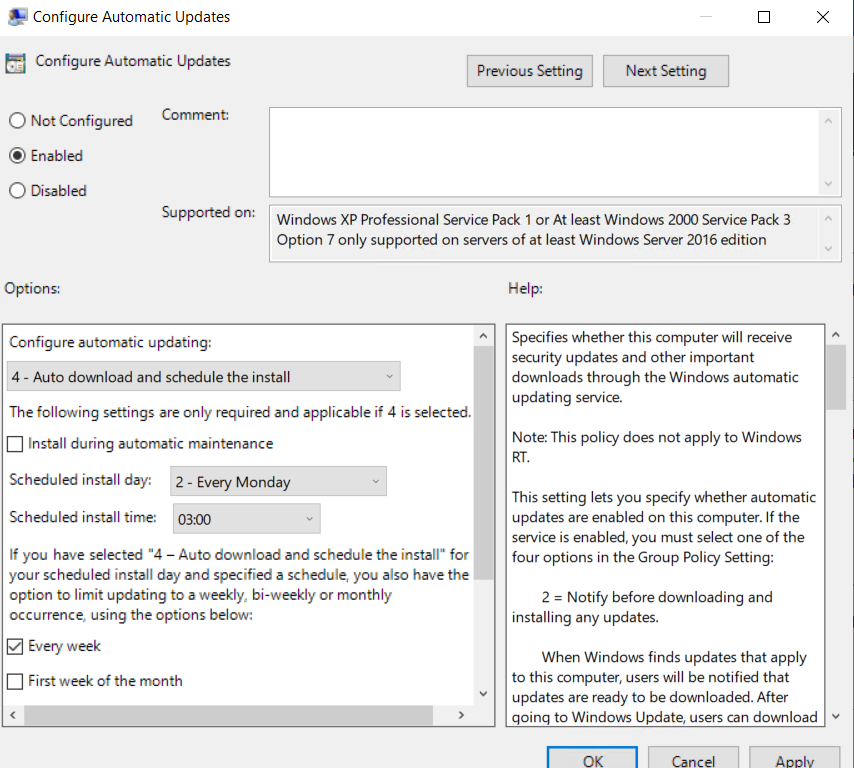 Configure Automatic Updates
Configure Automatic Updates
Previous Setting
Next Setting
Not Configured
Enabled
Disabled
Comment:
Supported on:
Windows XP Professional Service Pack 1 or At least Windows 2000 Service Pack 3
Option 7 only supported on servers of at least Windows Server 2016 edition
Options:
Configure automatic updating:
4 - Auto download and schedule the install
The following settings are only required and applicable if 4 is selected.
Install during automatic maintenance
Scheduled install day:
2 - Every Monday
Scheduled install time:
03:00
If you have selected "4 – Auto download and schedule the install" for
your scheduled install day and specified a schedule, you also have the
option to limit updating to a weekly, bi-weekly or monthly
occurrence, using the options below:
Every week
First week of the month
Help:
Specifies whether this computer will receive
security updates and other important
downloads through the Windows automatic
updating service.
Note: This policy does not apply to Windows
RT.
This setting lets you specify whether automatic
updates are enabled on this computer. If the
service is enabled, you must select one of the
four options in the Group Policy Setting:
2 = Notify before downloading and
installing any updates.
When Windows finds updates that apply
to this computer, users will be notified that
updates are ready to be downloaded. After
going to Windows Update, users can download
OK
Cancel
Apply